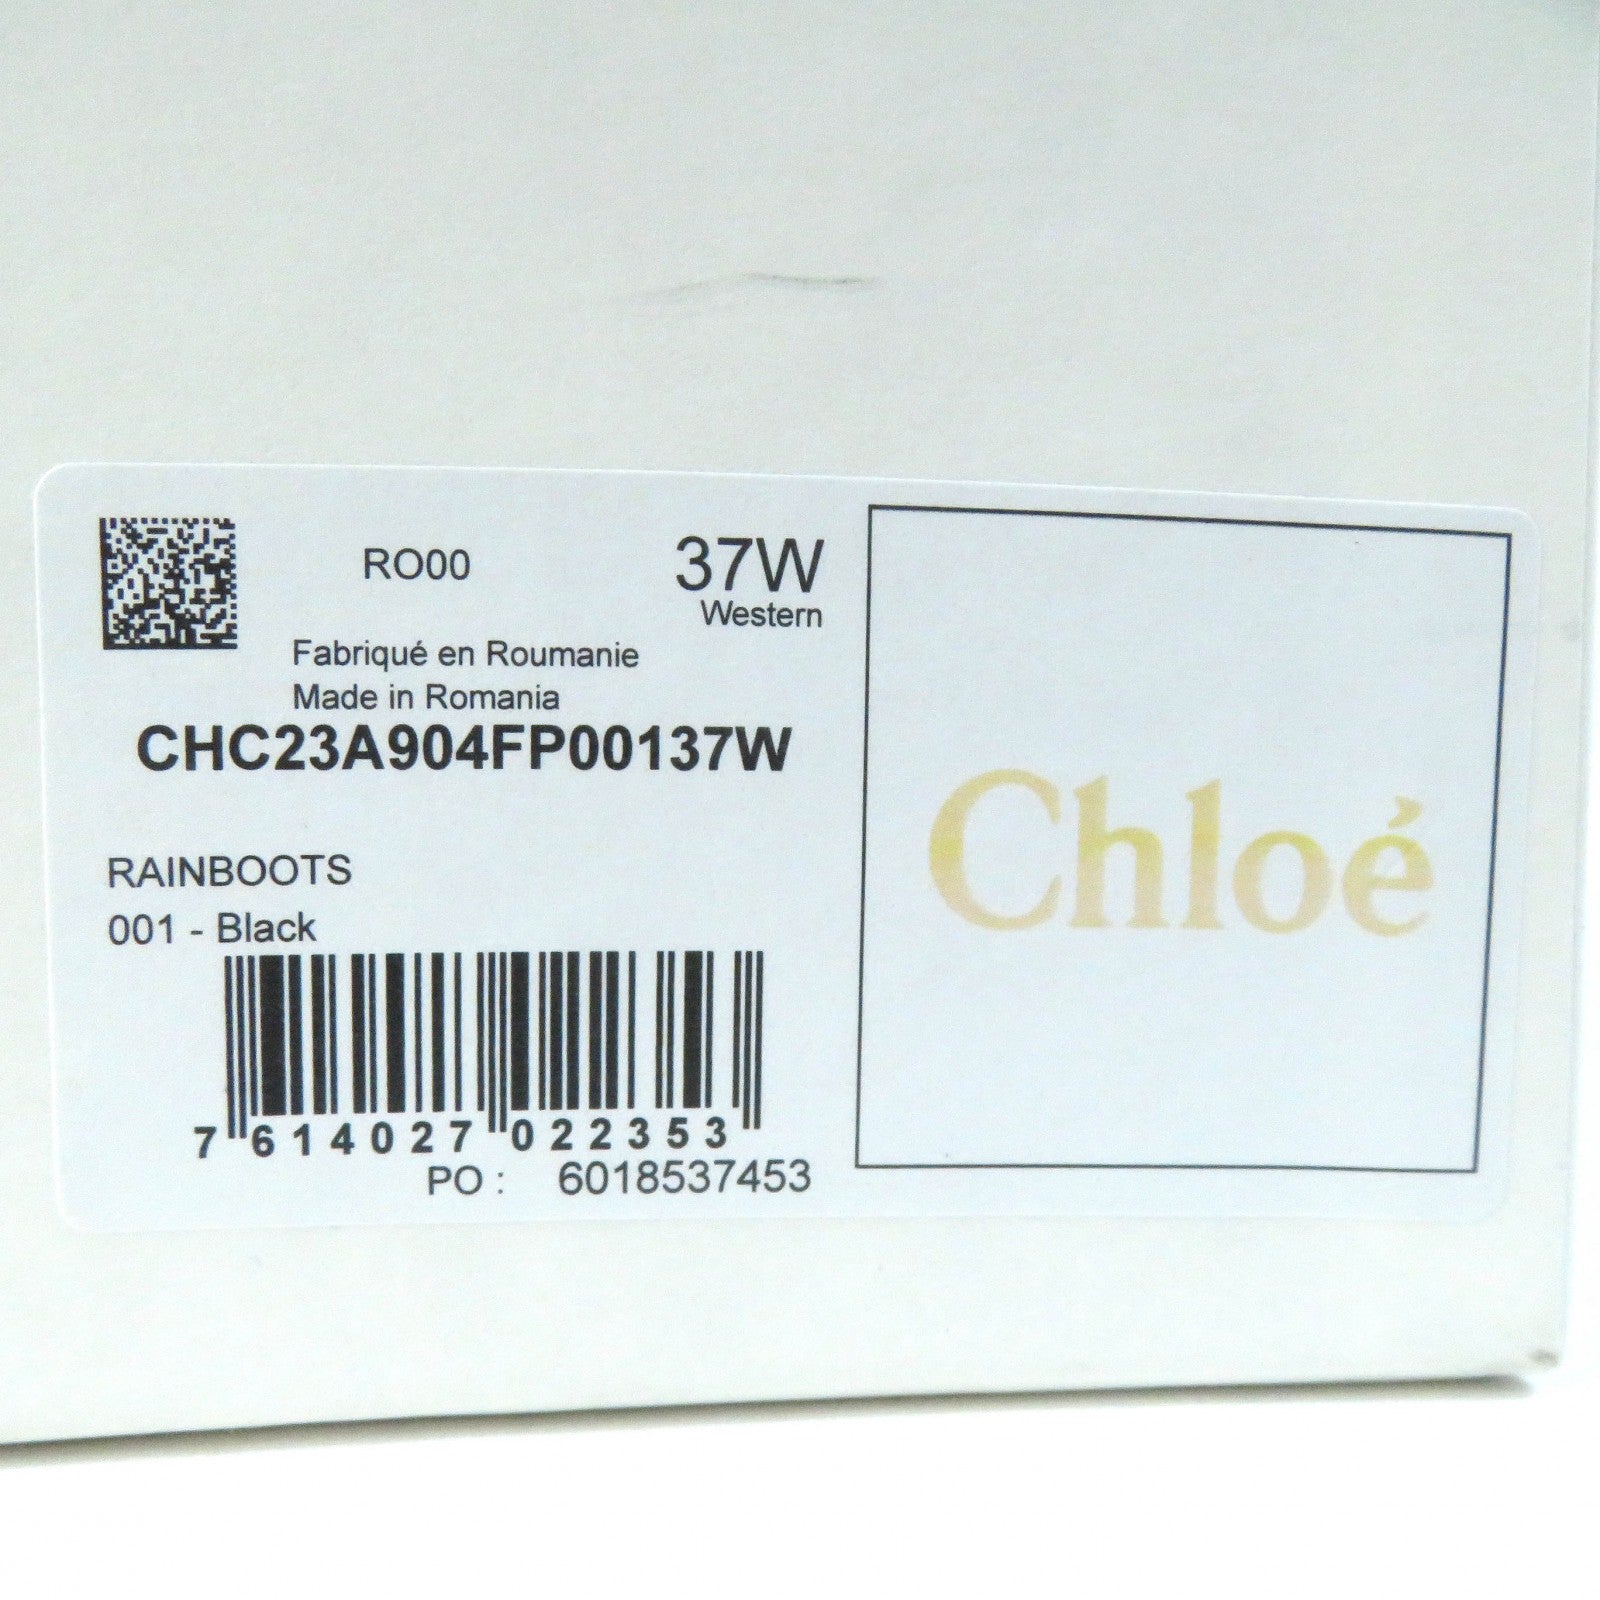 RO00
37W
Western
Fabriqué en Roumanie
Made in Romania
CHC23A904FP00137W
RAINBOOTS
001 - Black
7 614027 022353
PO : 6018537453
Chloé